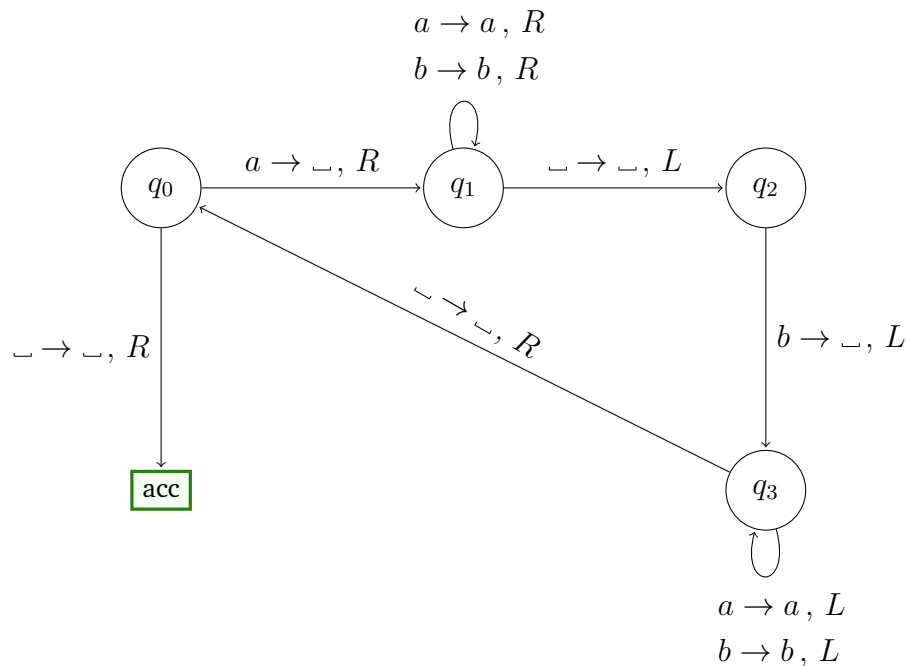 a → a , R
b → b , R
q₀
a → ␣ , R
q₁
␣ → ␣ , L
q₂
␣ → ␣ , R
␣ → ␣ , R
b → ␣ , L
acc
q₃
a → a , L
b → b , L